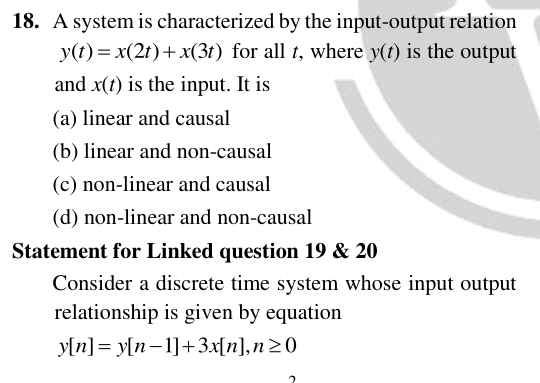 18. A system is characterized by the input-output relation
y(t) = x(2t) + x(3t) for all t, where y(t) is the output
and x(t) is the input. It is
(a) linear and causal
(b) linear and non-causal
(c) non-linear and causal
(d) non-linear and non-causal
Statement for Linked question 19 & 20
Consider a discrete time system whose input output
relationship is given by equation
y[n] = y[n−1] + 3x[n], n ≥ 0